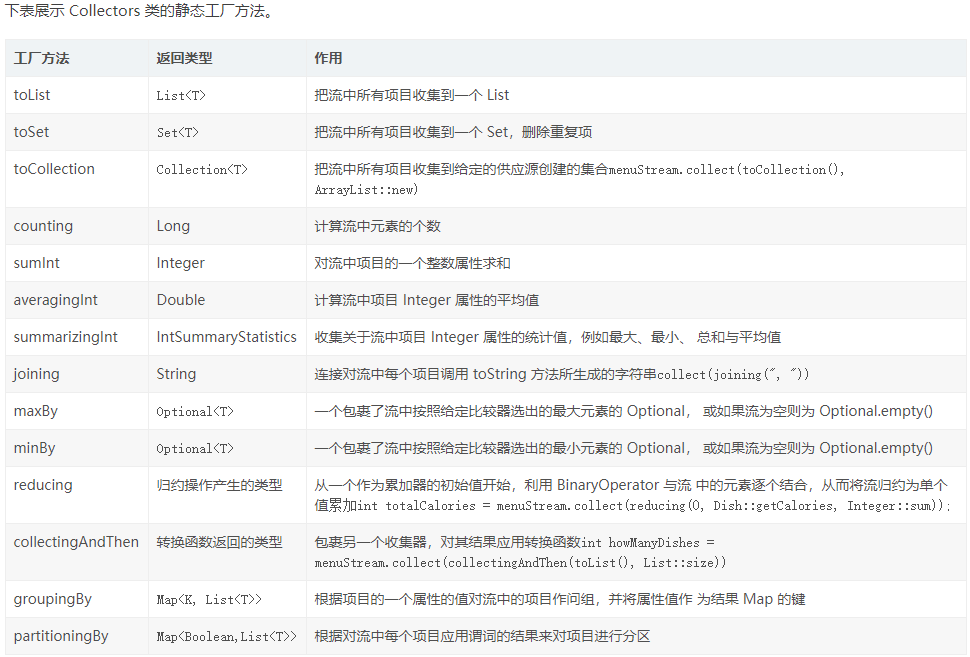 下表展示 Collectors 类的静态工厂方法。
工厂方法 返回类型 作用
toList List<T> 把流中所有项目收集到一个 List
toSet Set<T> 把流中所有项目收集到一个 Set，删除重复项
toCollection Collection<T> 把流中所有项目收集到给定的供应源创建的集合menuStream.collect(toCollection(),
ArrayList::new)
counting Long 计算流中元素的个数
sumInt Integer 对流中项目的一个整数属性求和
averagingInt Double 计算流中项目 Integer 属性的平均值
summarizingInt IntSummaryStatistics 收集关于流中项目 Integer 属性的统计值，例如最大、最小、 总和与平均值
joining String 连接对流中每个项目调用 toString 方法所生成的字符串collect(joining(", "))
maxBy Optional<T> 一个包裹了流中按照给定比较器选出的最大元素的 Optional， 或如果流为空则为 Optional.empty()
minBy Optional<T> 一个包裹了流中按照给定比较器选出的最小元素的 Optional， 或如果流为空则为 Optional.empty()
reducing 归约操作产生的类型 从一个作为累加器的初始值开始，利用 BinaryOperator 与流 中的元素逐个结合，从而将流归约为单个
值累加int totalCalories = menuStream.collect(reducing(0, Dish::getCalories, Integer::sum));
collectingAndThen 转换函数返回的类型 包裹另一个收集器，对其结果应用转换函数int howManyDishes =
menuStream.collect(collectingAndThen(toList(), List::size))
groupingBy Map<K, List<T>> 根据项目的一个属性的值对流中的项目作问组，并将属性值作 为结果 Map 的键
partitioningBy Map<Boolean,List<T>> 根据对流中每个项目应用谓词的结果来对项目进行分区